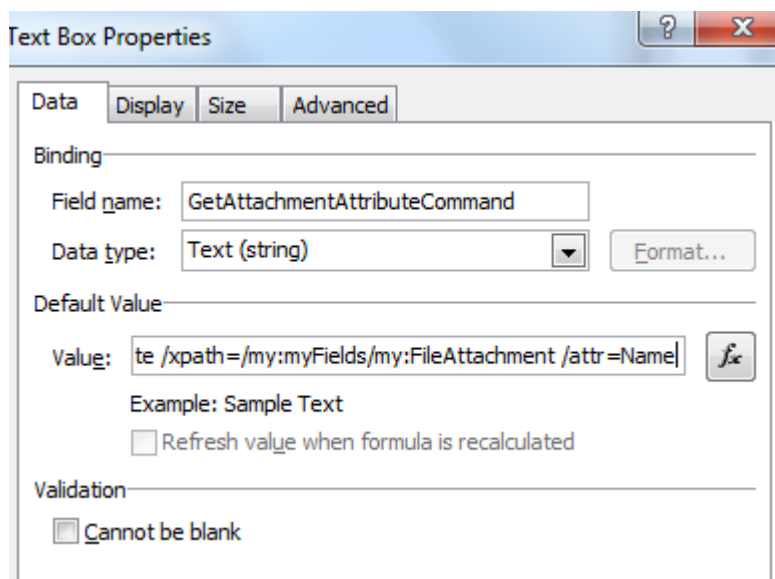 Text Box Properties
Data Display Size Advanced
Binding
Field name: GetAttachmentAttributeCommand
Data type: Text (string) Format...
Default Value
Value: te /xpath=/my:myFields/my:FileAttachment /attr=Name fx
Example: Sample Text
Refresh value when formula is recalculated
Validation
Cannot be blank